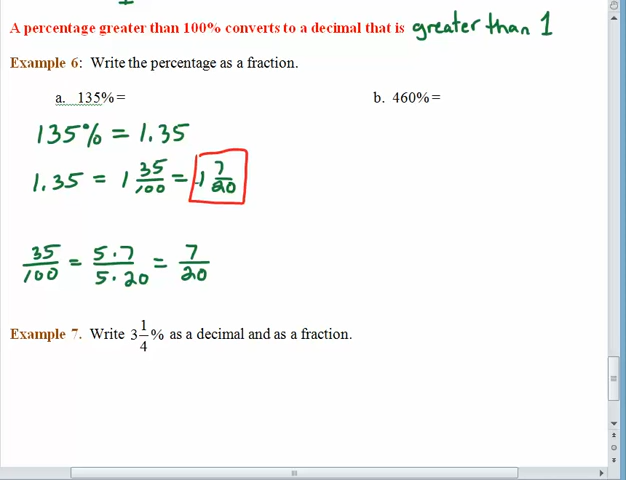 A percentage greater than 100% converts to a decimal that is greater than 1
Example 6: Write the percentage as a fraction.
a. 135% = b. 460% =
135% = 1.35
1.35 = 1 35/100 = 1 7/20
35/100 = 5·7/5·20 = 7/20
Example 7. Write 3 1/4 % as a decimal and as a fraction.